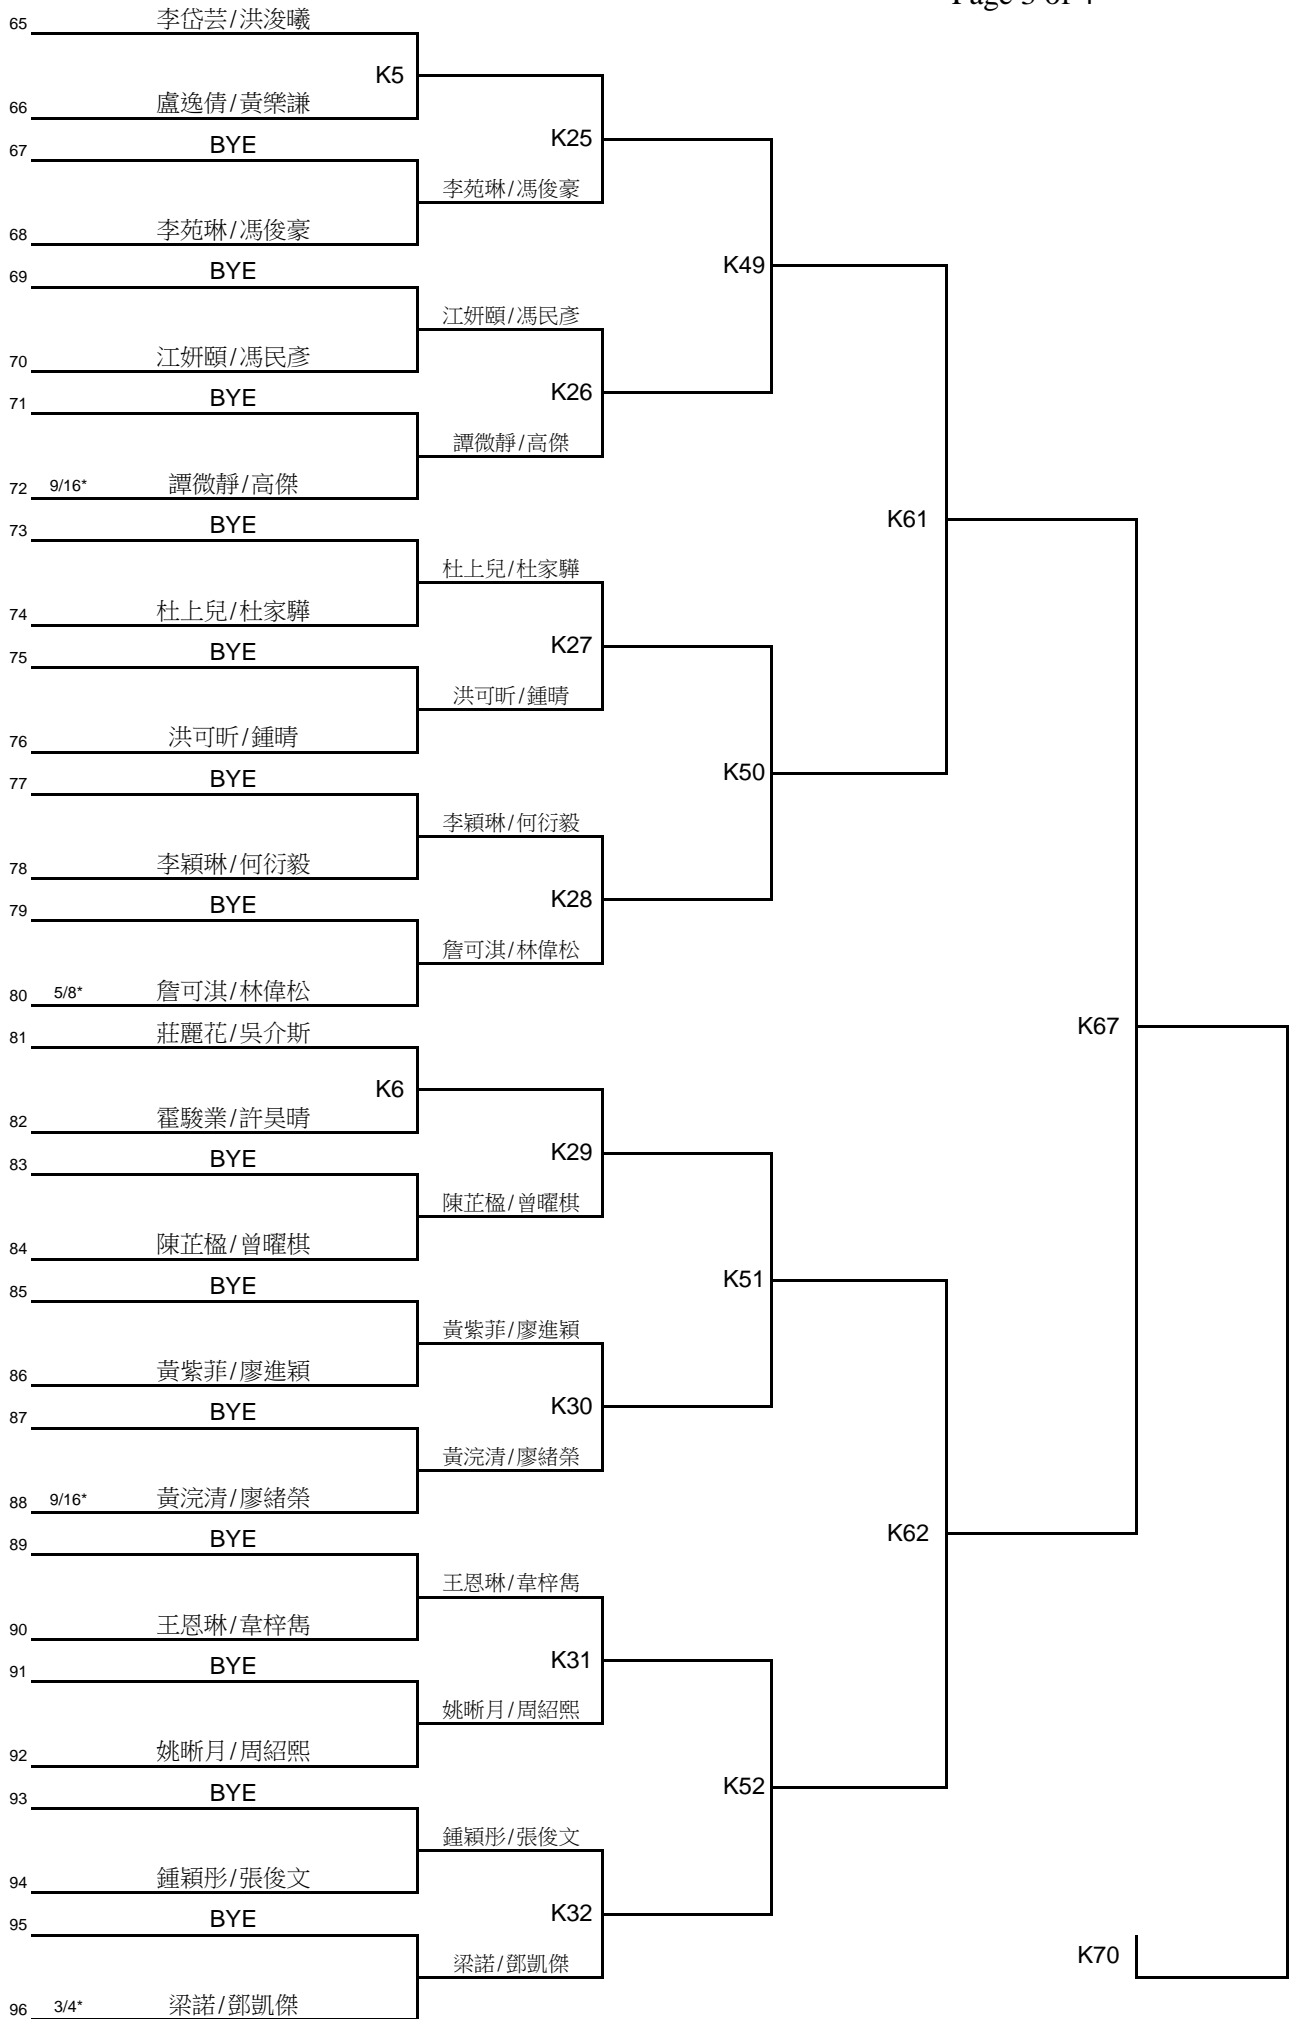 Page 3 of 4
65 李岱芸/洪浚曦
K5
66 盧逸倩/黃樂謙
67 BYE
K25
李苑琳/馮俊豪
68 李苑琳/馮俊豪
K49
69 BYE
江妍頤/馮民彥
70 江妍頤/馮民彥
K26
71 BYE
譚微靜/高傑
72 9/16* 譚微靜/高傑
K61
73 BYE
杜上兒/杜家驊
74 杜上兒/杜家驊
K27
75 BYE
洪可昕/鍾晴
76 洪可昕/鍾晴
K50
77 BYE
李穎琳/何衍毅
78 李穎琳/何衍毅
K28
79 BYE
詹可淇/林偉松
80 5/8* 詹可淇/林偉松
K67
81 莊麗花/吳介斯
K6
82 霍駿業/許昊晴
K29
83 BYE
陳芷楹/曾曜棋
84 陳芷楹/曾曜棋
K51
85 BYE
黃紫菲/廖進穎
86 黃紫菲/廖進穎
K30
87 BYE
黃浣清/廖緒榮
88 9/16* 黃浣清/廖緒榮
K62
89 BYE
王恩琳/韋梓雋
90 王恩琳/韋梓雋
K31
91 BYE
姚晰月/周紹熙
92 姚晰月/周紹熙
K52
93 BYE
鍾穎彤/張俊文
94 鍾穎彤/張俊文
K32
95 BYE
梁諾/鄧凱傑
K70
96 3/4* 梁諾/鄧凱傑